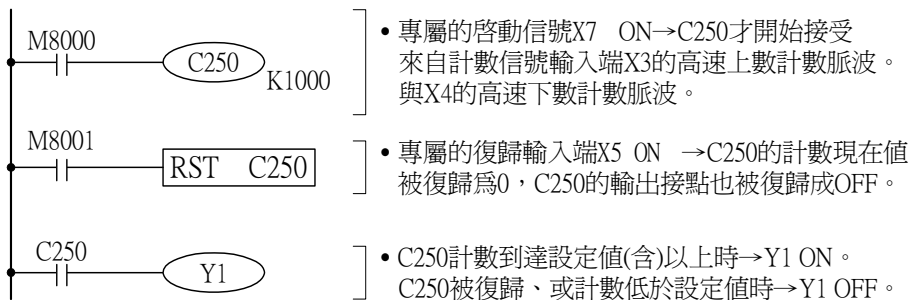 M8000
C250
K1000
• 專屬的啓動信號X7 ON→C250才開始接受
來自計數信號輸入端X3的高速上數計數脈波。
與X4的高速下數計數脈波。
M8001
RST C250
• 專屬的復歸輸入端X5 ON →C250的計數現在值
被復歸爲0，C250的輸出接點也被復歸成OFF。
C250
Y1
• C250計數到達設定值(含)以上時→Y1 ON。
C250被復歸、或計數低於設定值時→Y1 OFF。